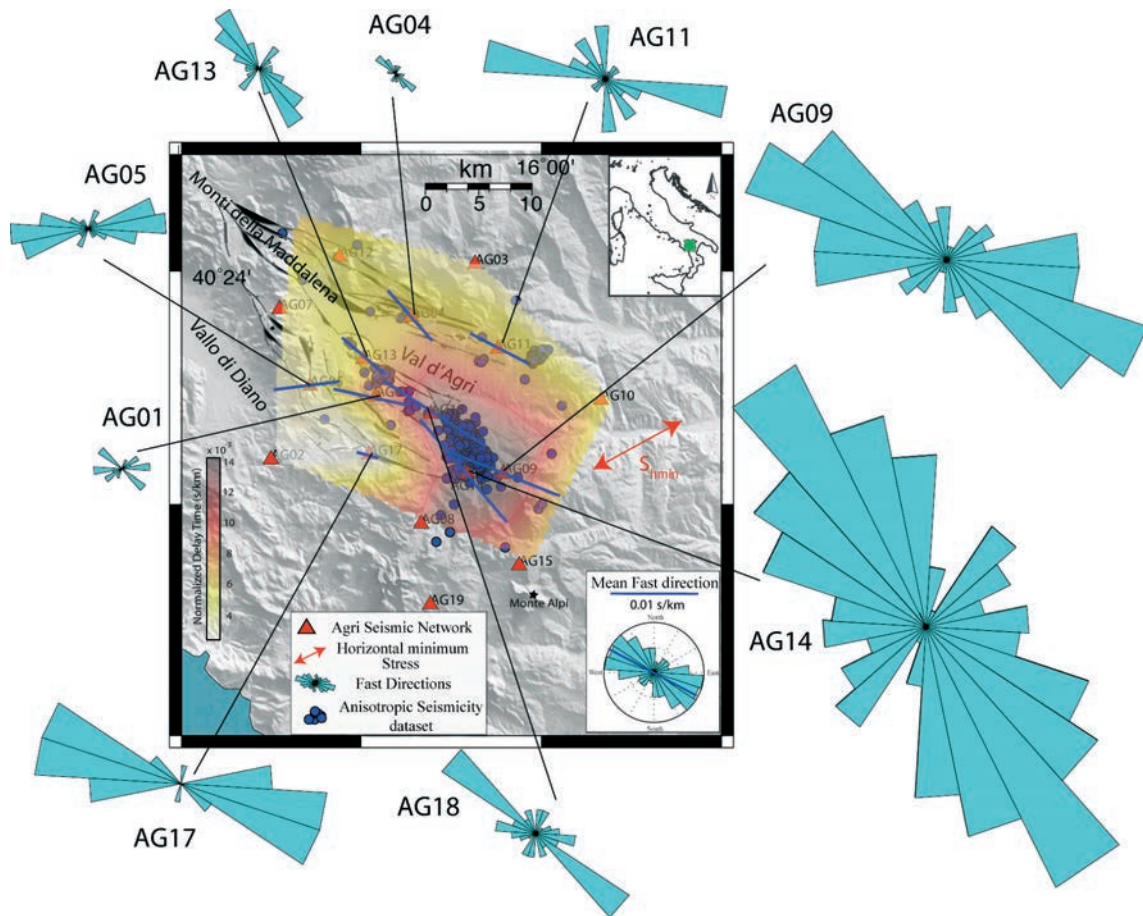 AG04
AG11
AG13
AG09
AG05
km
16°00'
0 5 10
Monti della Maddalena
40°24'
AG12
AG03
AG07
AG04
AG11
Vallo di Diano
AG13
Val d'Agri
AG10
AG01
AG02
AG17
AG09
Shmin
AG08
AG15
Monte Alpi
AG19
Normalized Delay Time (s/km)
x 10³
14
12
10
8
6
4
Agri Seismic Network
Horizontal minimum
Stress
Fast Directions
Anisotropic Seismicity
dataset
Mean Fast direction
0.01 s/km
North
West
East
South
AG14
AG17
AG18